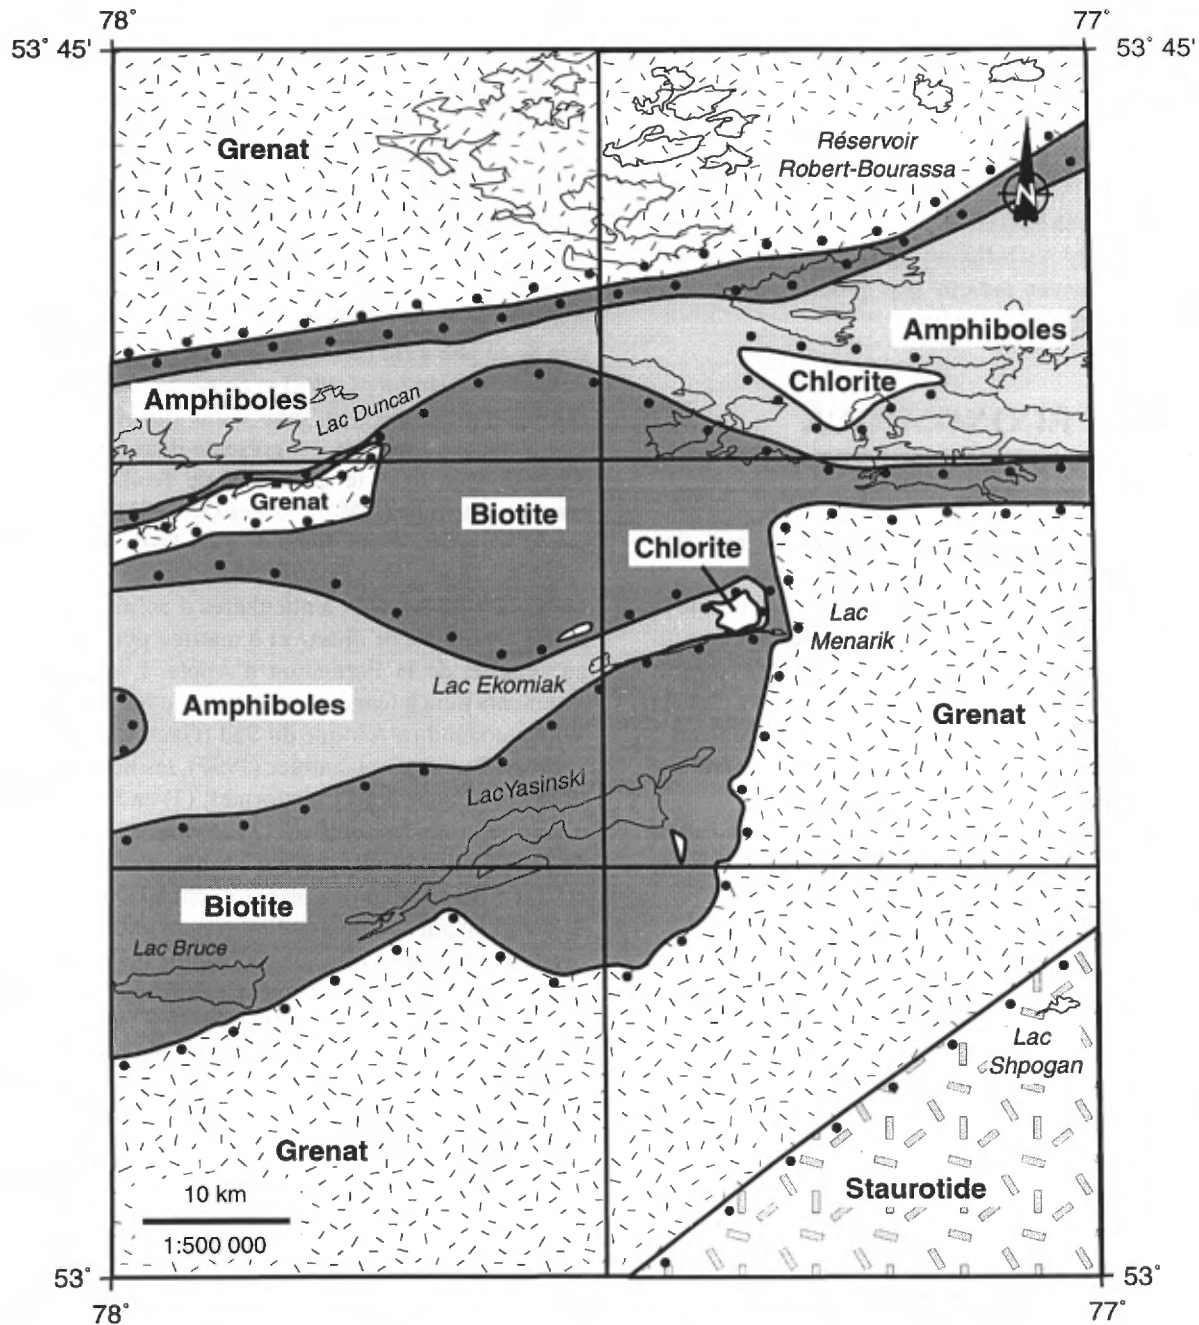 78°
77°
53° 45'
53° 45'
Grenat
Réservoir
Robert-Bourassa
N
Amphiboles
Chlorite
Amphiboles
Lac Duncan
Grenat
Biotite
Chlorite
Lac
Menarik
Lac Ekomiak
Amphiboles
Grenat
Lac Yasinski
Biotite
Lac Bruce
Lac
Shpogan
Grenat
10 km
1:500 000
Staurotide
53°
53°
78°
77°